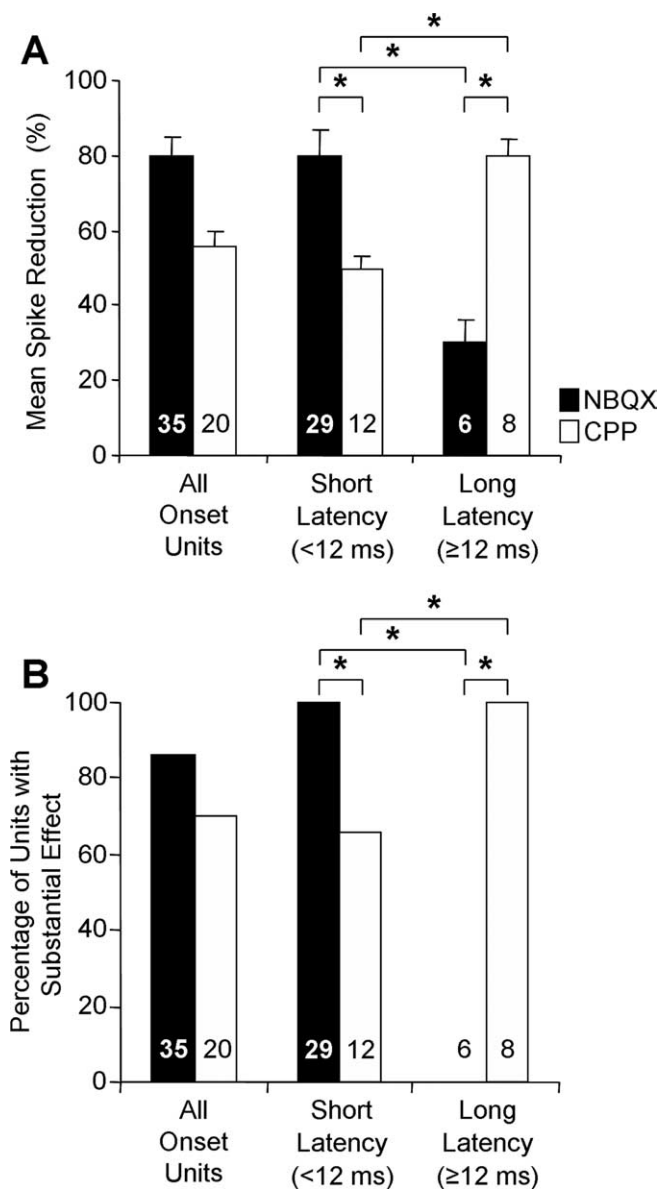 A
* 
* 
* *
Mean Spike Reduction (%)
100
80
60
40
20
0
35 20 29 12 6 8
NBQX
CPP
All
Onset
Units
Short
Latency
(<12 ms)
Long
Latency
(≥12 ms)
B
*
*
* *
Percentage of Units with
Substantial Effect
100
80
60
40
20
0
35 20 29 12 6 8
All
Onset
Units
Short
Latency
(<12 ms)
Long
Latency
(≥12 ms)